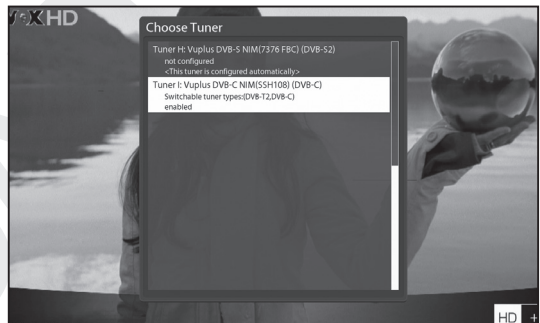 HD
Choose Tuner
Tuner H: Vuplus DVB-S NIM(7376 FBC) (DVB-S2)
not configured
<This tuner is configured automatically>
Tuner I: Vuplus DVB-C NIM(SSH108) (DVB-C)
Switchable tuner types:(DVB-T2,DVB-C)
enabled
HD +